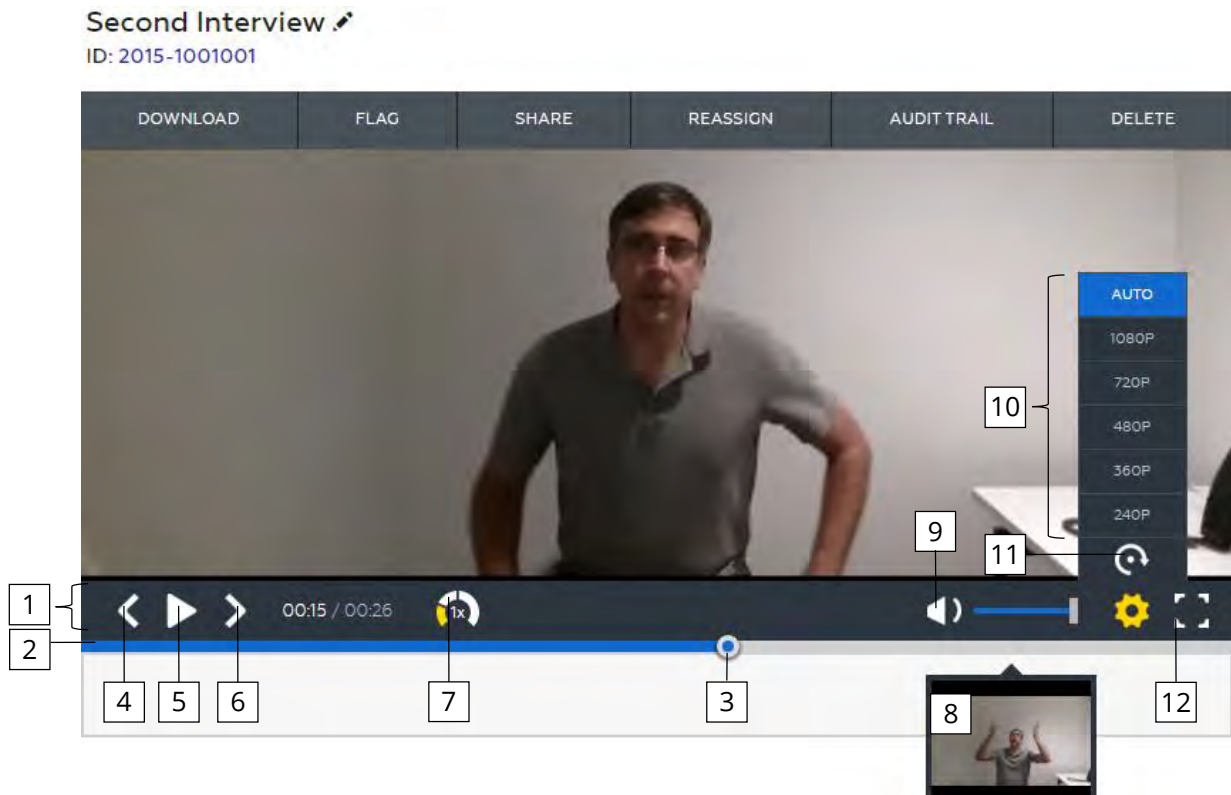 Second Interview
ID: 2015-1001001
DOWNLOAD FLAG SHARE REASSIGN AUDIT TRAIL DELETE
AUTO
1080P
720P
10
480P
360P
240P
9
11
1
00:15 / 00:26
1x
2
4
5
6
7
3
8
12